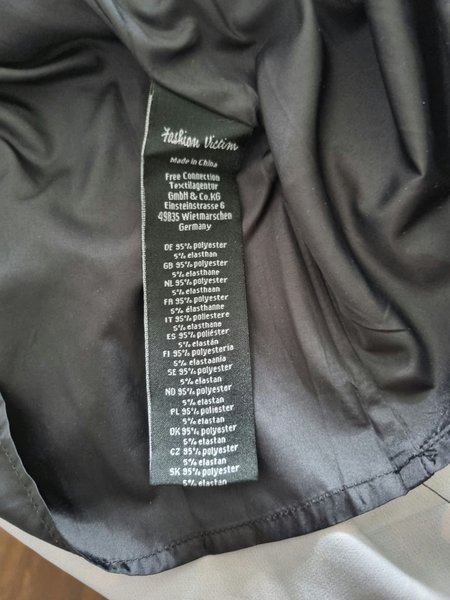 Fashion Victim
Made in China
Free Connection
Textilagentur
GmbH & Co.KG
Einsteinstrasse 6
49835 Wietmarschen
Germany
DE 95% polyester
5% elasthan
GB 95% polyester
5% elasthane
NL 95% polyester
5% elasthaan
FR 95% polyester
5% élasthanne
IT 95% poliestere
5% elasthano
ES 95% poliéster
5% elastán
FI 95% polyesteria
5% elastaania
SE 95% polyester
5% elastan
NO 95% polyester
5% elastan
PL 95% poliester
5% elastan
DK 95% polyester
5% elastan
CZ 95% polyester
5% elastan
SK 95% polyester
5% elastan